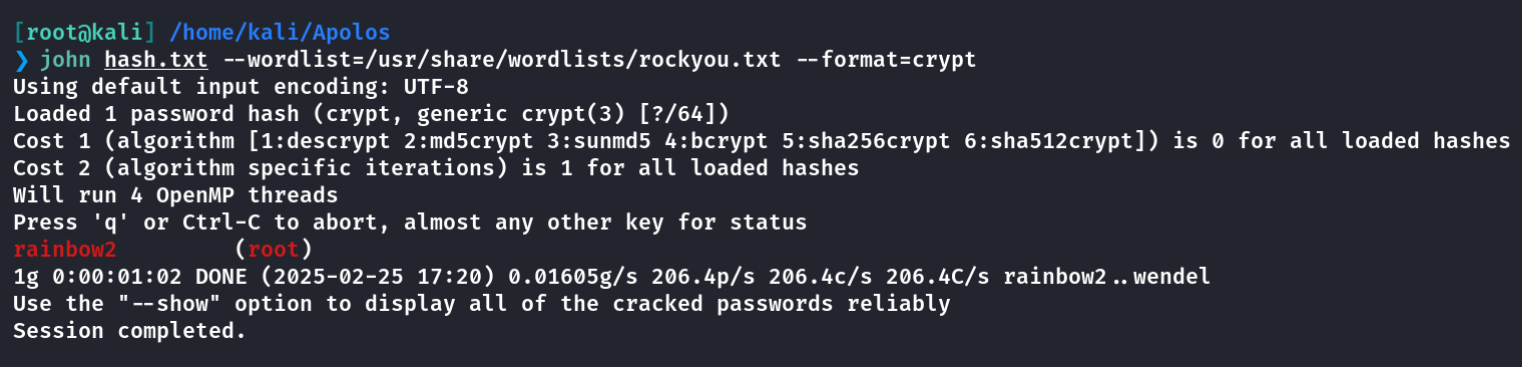 [root@kali] /home/kali/Apolos
❯ john hash.txt --wordlist=/usr/share/wordlists/rockyou.txt --format=crypt
Using default input encoding: UTF-8
Loaded 1 password hash (crypt, generic crypt(3) [?/64])
Cost 1 (algorithm [1:descrypt 2:md5crypt 3:sunmd5 4:bcrypt 5:sha256crypt 6:sha512crypt]) is 0 for all loaded hashes
Cost 2 (algorithm specific iterations) is 1 for all loaded hashes
Will run 4 OpenMP threads
Press 'q' or Ctrl-C to abort, almost any other key for status
rainbow2         (root)
1g 0:00:01:02 DONE (2025-02-25 17:20) 0.01605g/s 206.4p/s 206.4c/s 206.4C/s rainbow2..wendel
Use the "--show" option to display all of the cracked passwords reliably
Session completed.